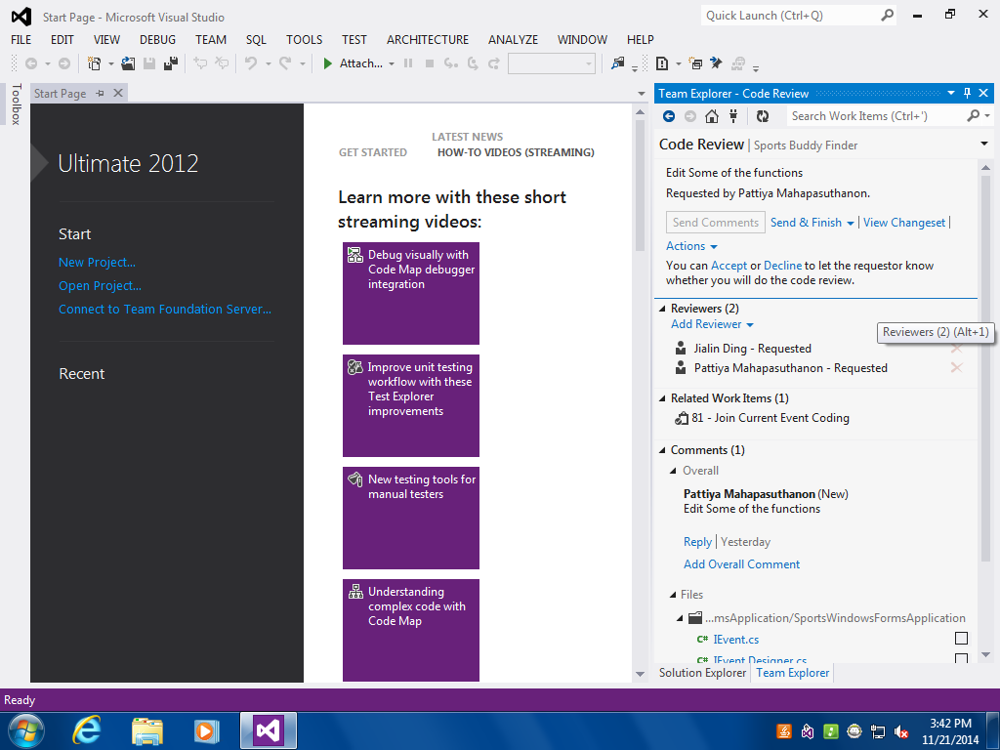 Start Page - Microsoft Visual Studio
Quick Launch (Ctrl+Q)
FILE EDIT VIEW DEBUG TEAM SQL TOOLS TEST ARCHITECTURE ANALYZE WINDOW HELP
Attach...
Toolbox
Start Page
Ultimate 2012
Start
New Project...
Open Project...
Connect to Team Foundation Server...
Recent
LATEST NEWS
GET STARTED HOW-TO VIDEOS (STREAMING)
Learn more with these short
streaming videos:
Debug visually with
Code Map debugger
integration
Improve unit testing
workflow with these
Test Explorer
improvements
New testing tools for
manual testers
Understanding
complex code with
Code Map
Team Explorer - Code Review
Search Work Items (Ctrl+')
Code Review | Sports Buddy Finder
Edit Some of the functions
Requested by Pattiya Mahapasuthanon.
Send Comments Send & Finish | View Changeset |
Actions
You can Accept or Decline to let the requestor know
whether you will do the code review.
Reviewers (2)
Add Reviewer
Reviewers (2) (Alt+1)
Jialin Ding - Requested
Pattiya Mahapasuthanon - Requested
Related Work Items (1)
81 - Join Current Event Coding
Comments (1)
Overall
Pattiya Mahapasuthanon (New)
Edit Some of the functions
Reply | Yesterday
Add Overall Comment
Files
...msApplication/SportsWindowsFormsApplication
C# IEvent.cs
C# IEvent.Designer.cs
Solution Explorer Team Explorer
Ready
3:42 PM
11/21/2014